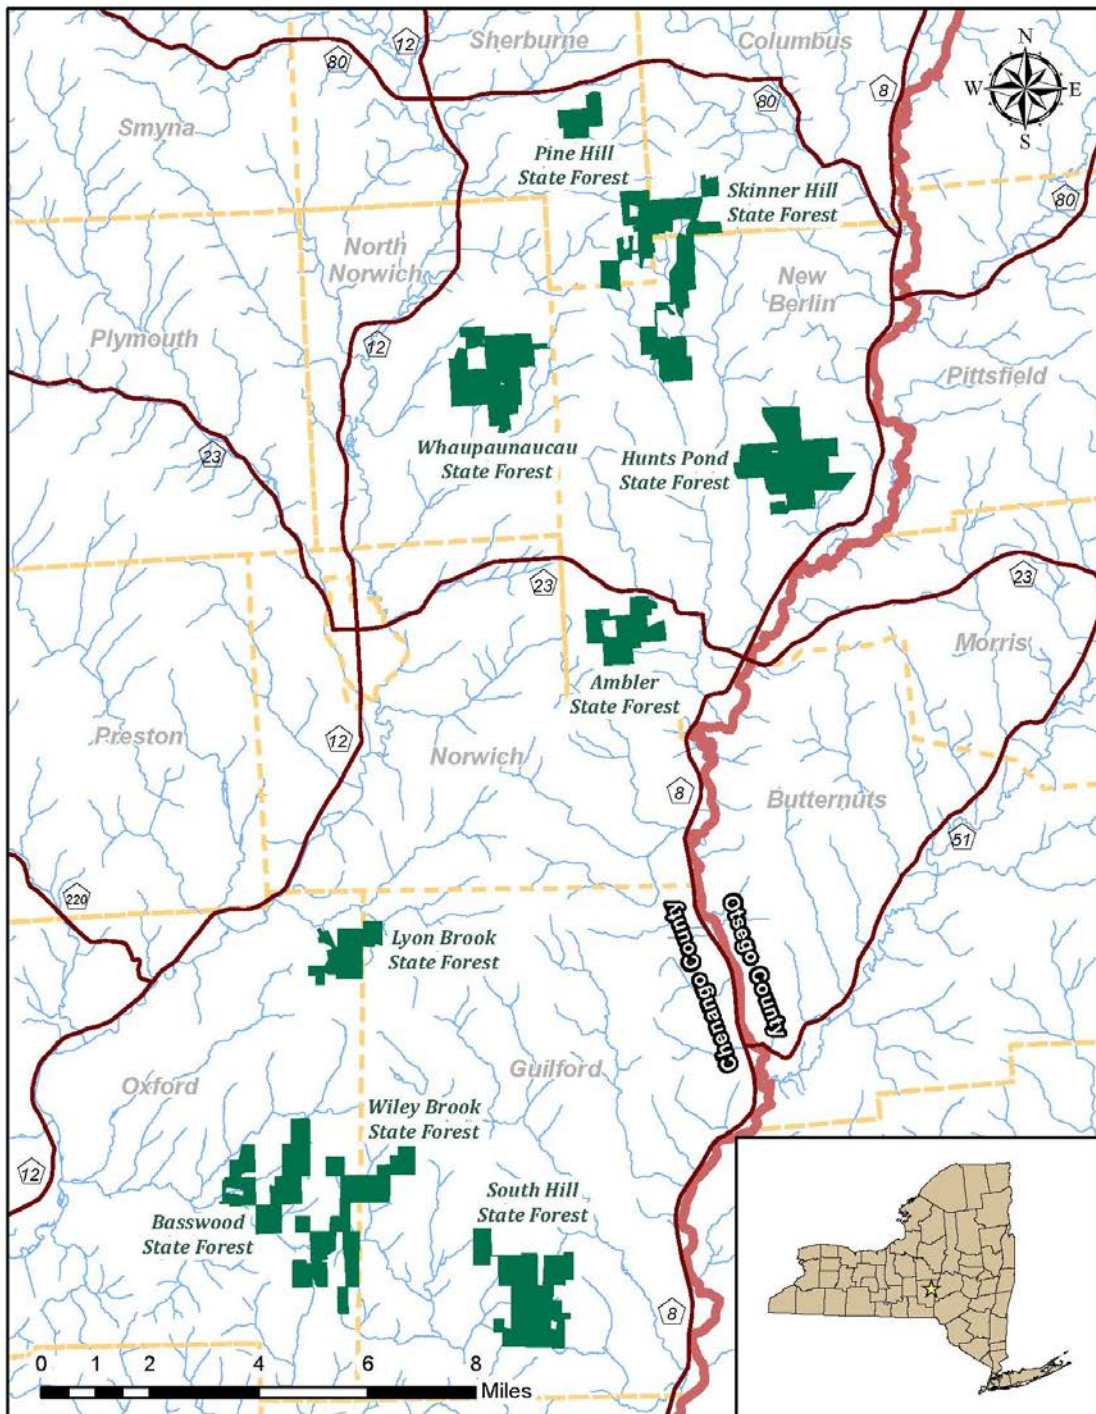 12
Sherburne
Columbus
80
8
N
W
E
S
80
Smyna
Pine Hill
State Forest
Skinner Hill
State Forest
80
North
Norwich
New
Berlin
Plymouth
12
Pittsfield
Whaupaunaucau
State Forest
Hunts Pond
State Forest
23
23
23
Morris
Ambler
State Forest
Preston
12
Norwich
8
Butternuts
51
220
Chenango County
Otsego County
Lyon Brook
State Forest
Oxford
Guilford
Wiley Brook
State Forest
12
South Hill
State Forest
Basswood
State Forest
8
0 1 2 4 6 8
Miles